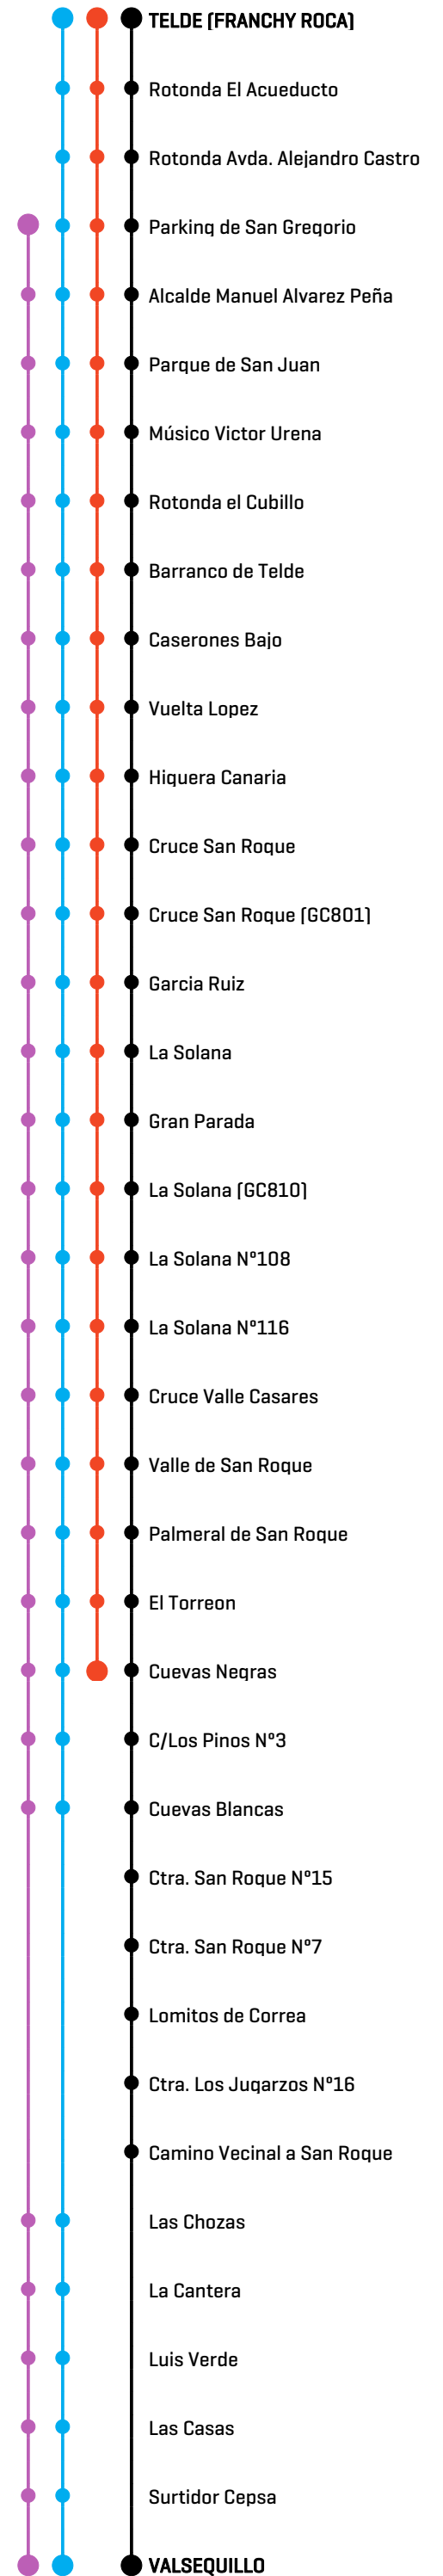 TELDE (FRANCHY ROCA)
Rotonda El Acueducto
Rotonda Avda. Alejandro Castro
Parking de San Gregorio
Alcalde Manuel Alvarez Peña
Parque de San Juan
Músico Victor Urena
Rotonda el Cubillo
Barranco de Telde
Caserones Bajo
Vuelta Lopez
Higuera Canaria
Cruce San Roque
Cruce San Roque (GC801)
Garcia Ruiz
La Solana
Gran Parada
La Solana (GC810)
La Solana Nº108
La Solana Nº116
Cruce Valle Casares
Valle de San Roque
Palmeral de San Roque
El Torreon
Cuevas Negras
C/Los Pinos Nº3
Cuevas Blancas
Ctra. San Roque Nº15
Ctra. San Roque Nº7
Lomitos de Correa
Ctra. Los Jugarzos Nº16
Camino Vecinal a San Roque
Las Chozas
La Cantera
Luis Verde
Las Casas
Surtidor Cepsa
VALSEQUILLO